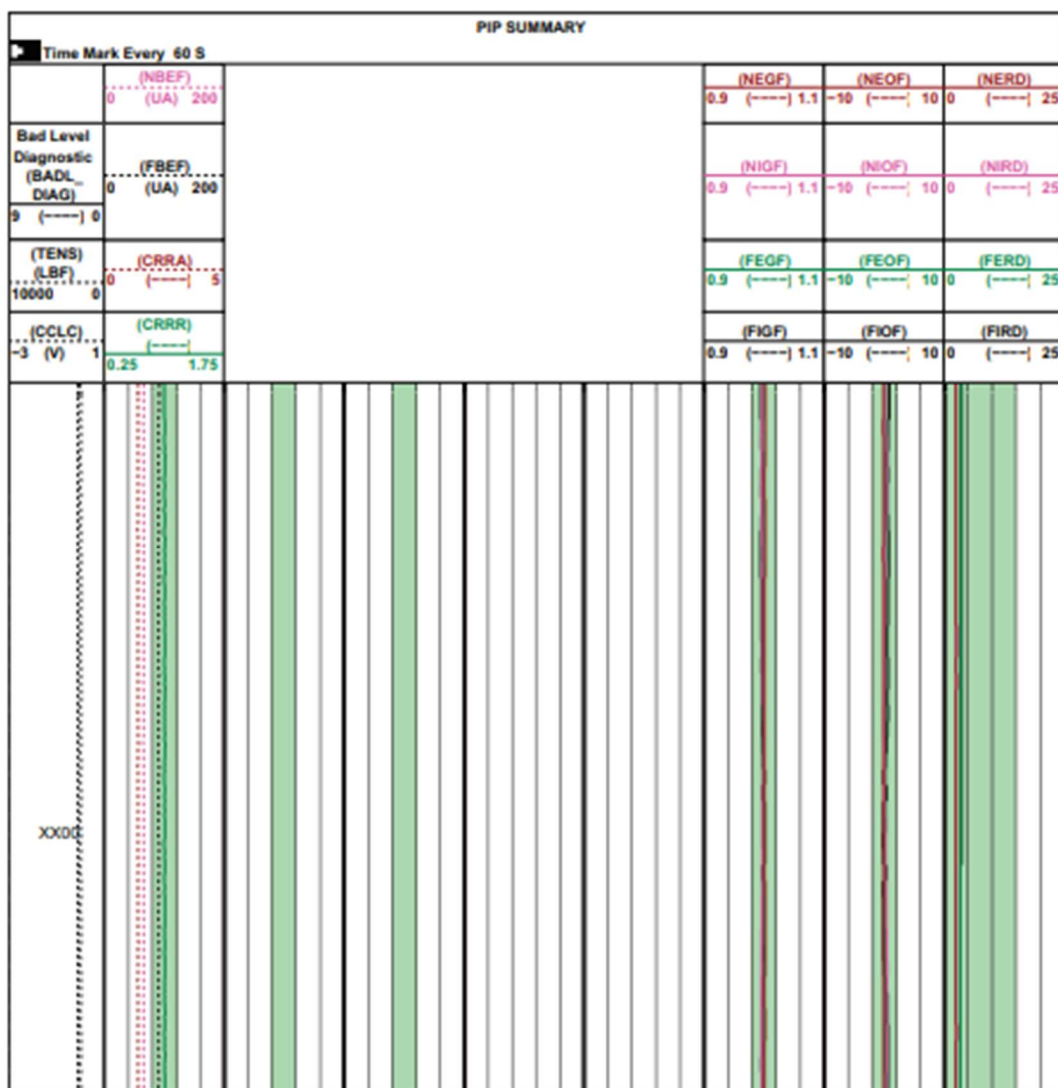 PIP SUMMARY
Time Mark Every 60 S
(NBEF)
0 (UA) 200
(NEGF)
0.9 (----) 1.1
(NEOF)
-10 (----) 10
(NERD)
0 (----) 25
Bad Level
Diagnostic
(BADL_
DIAG)
9 (----) 0
(FBEF)
0 (UA) 200
(NIGF)
0.9 (----) 1.1
(NIOF)
-10 (----) 10
(NIRD)
0 (----) 25
(TENS)
(LBF)
10000 0
(CRRA)
0 (----) 5
(FEGF)
0.9 (----) 1.1
(FEOF)
-10 (----) 10
(FERD)
0 (----) 25
(CCLC)
-3 (V) 1
(CRRR)
(----)
0.25 1.75
(FIGF)
0.9 (----) 1.1
(FIOF)
-10 (----) 10
(FIRD)
0 (----) 25
XX00